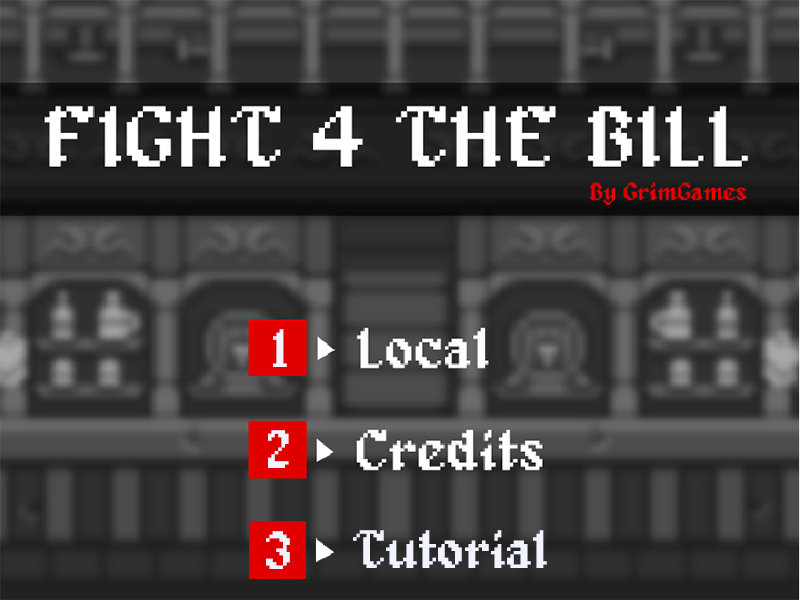 FIGHT 4 THE BILL
By GrimGames
1 Local
2 Credits
3 Tutorial